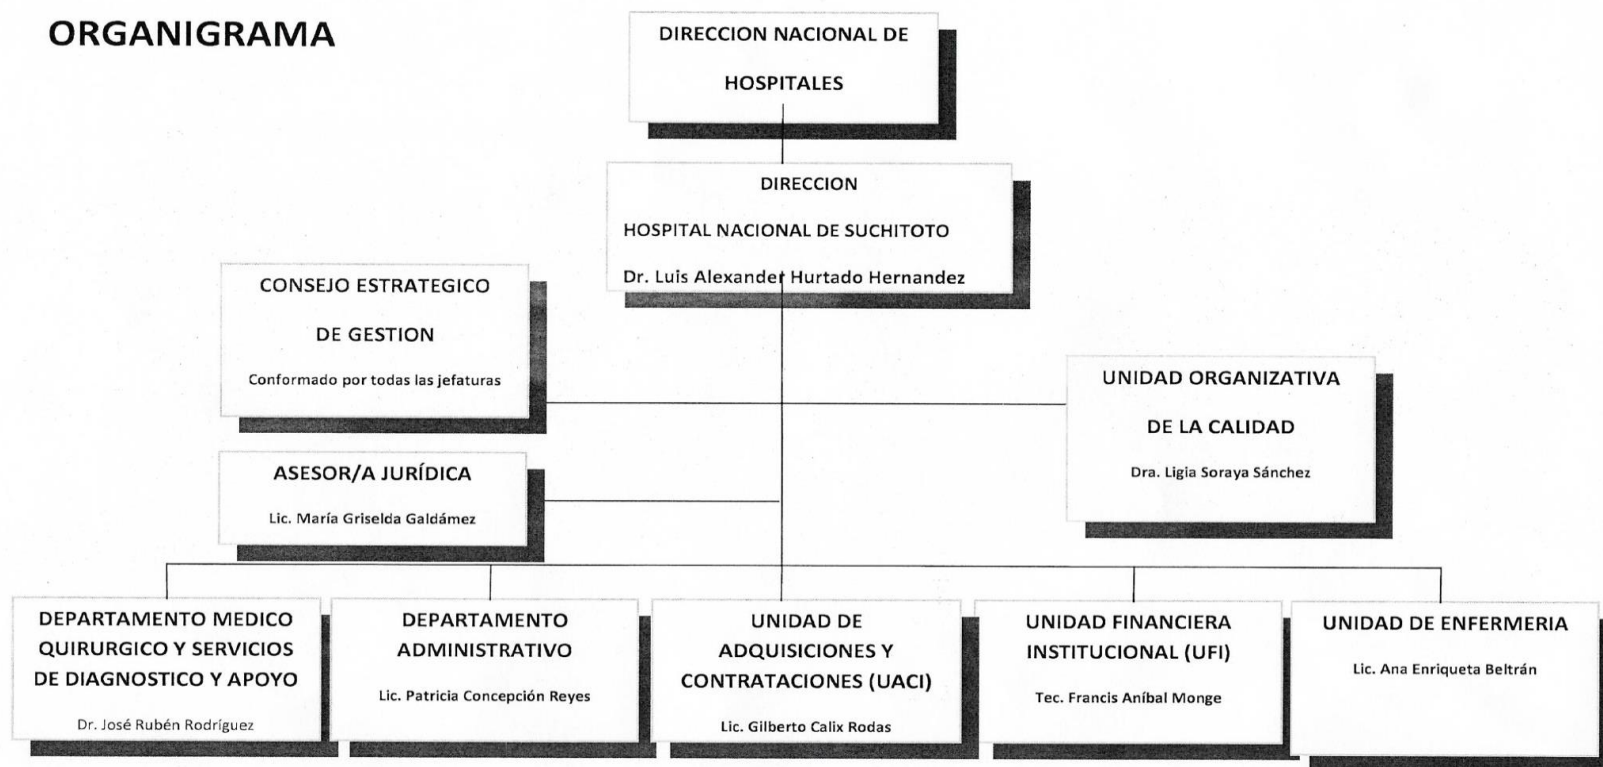 ORGANIGRAMA
DIRECCION NACIONAL DE
HOSPITALES
DIRECCION
HOSPITAL NACIONAL DE SUCHITOTO
Dr. Luis Alexander Hurtado Hernandez
CONSEJO ESTRATEGICO
DE GESTION
Conformado por todas las jefaturas
UNIDAD ORGANIZATIVA
DE LA CALIDAD
Dra. Ligia Soraya Sánchez
ASESOR/A JURÍDICA
Lic. María Griselda Galdámez
DEPARTAMENTO MEDICO
QUIRURGICO Y SERVICIOS
DE DIAGNOSTICO Y APOYO
Dr. José Rubén Rodríguez
DEPARTAMENTO
ADMINISTRATIVO
Lic. Patricia Concepción Reyes
UNIDAD DE
ADQUISICIONES Y
CONTRATACIONES (UACI)
Lic. Gilberto Calix Rodas
UNIDAD FINANCIERA
INSTITUCIONAL (UFI)
Tec. Francis Aníbal Monge
UNIDAD DE ENFERMERIA
Lic. Ana Enriqueta Beltrán